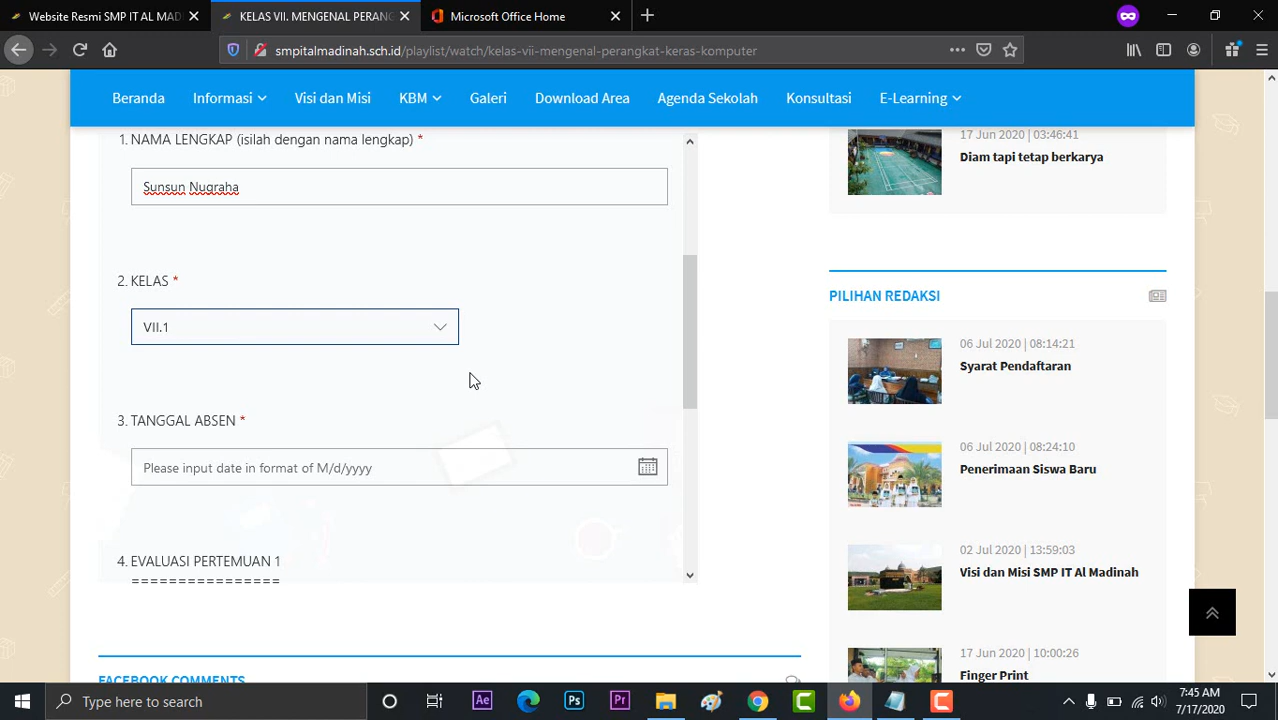 Website Resmi SMP IT AL MAD
KELAS VII. MENGENAL PERANG
Microsoft Office Home
smpitalmadinah.sch.id/playlist/watch/kelas-vii-mengenal-perangkat-keras-komputer
Beranda
Informasi
Visi dan Misi
KBM
Galeri
Download Area
Agenda Sekolah
Konsultasi
E-Learning
1. NAMA LENGKAP (isilah dengan nama lengkap) *
Sunsun Nugraha
2. KELAS *
VII.1
3. TANGGAL ABSEN *
Please input date in format of M/d/yyyy
4. EVALUASI PERTEMUAN 1
================
FACEBOOK COMMENTS
17 Jun 2020 | 03:46:41
Diam tapi tetap berkarya
PILIHAN REDAKSI
06 Jul 2020 | 08:14:21
Syarat Pendaftaran
06 Jul 2020 | 08:24:10
Penerimaan Siswa Baru
02 Jul 2020 | 13:59:03
Visi dan Misi SMP IT Al Madinah
17 Jun 2020 | 10:00:26
Finger Print
Type here to search
Ae
Ps
Pr
C
C
7:45 AM
7/17/2020